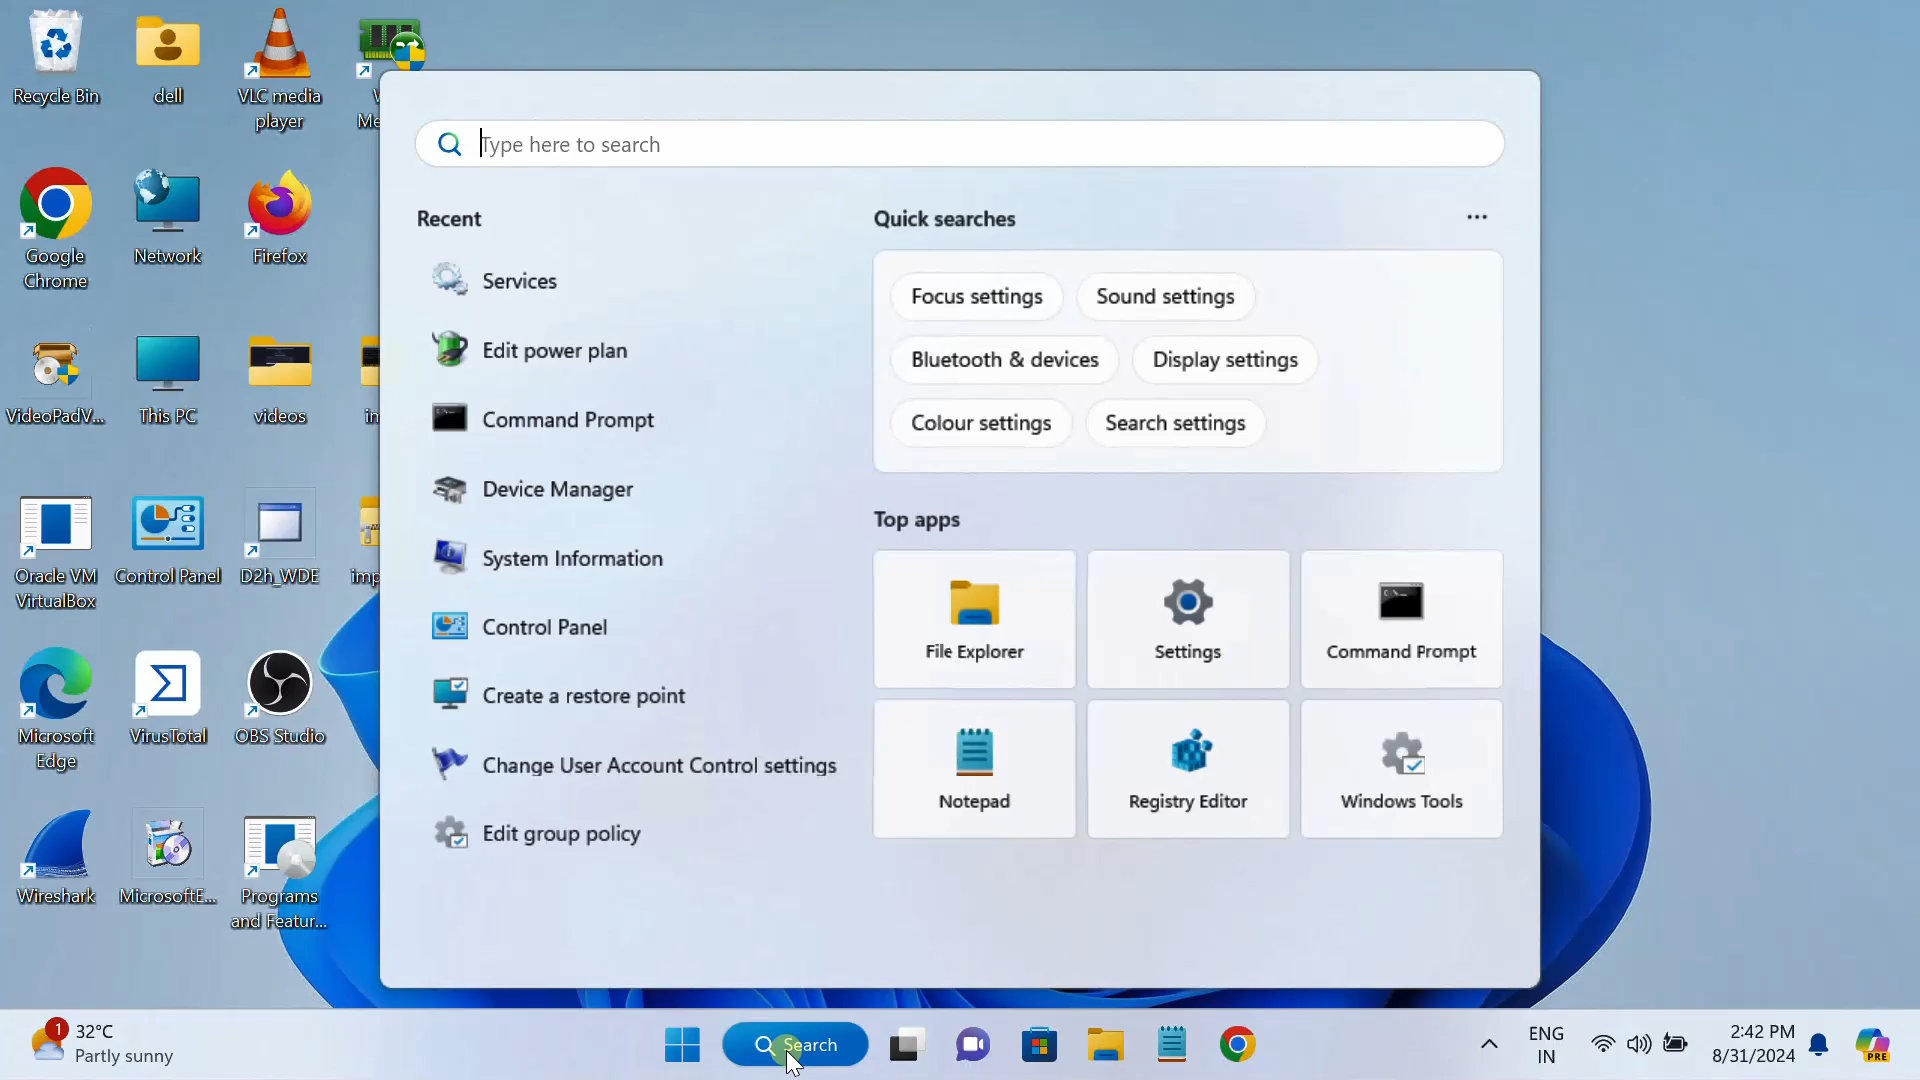 Recycle Bin
dell
VLC media
player
Me
Google
Chrome
Network
Firefox
VideoPadV...
This PC
videos
im
Oracle VM
VirtualBox
Control Panel
D2h_WDE
imp
Microsoft
Edge
VirusTotal
OBS Studio
Wireshark
MicrosoftE...
Programs
and Featur...
Type here to search
Recent
Services
Edit power plan
Command Prompt
Device Manager
System Information
Control Panel
Create a restore point
Change User Account Control settings
Edit group policy
Quick searches
Focus settings
Sound settings
Bluetooth & devices
Display settings
Colour settings
Search settings
Top apps
File Explorer
Settings
Command Prompt
Notepad
Registry Editor
Windows Tools
1
32°C
Partly sunny
Search
ENG
IN
2:42 PM
8/31/2024
PRE